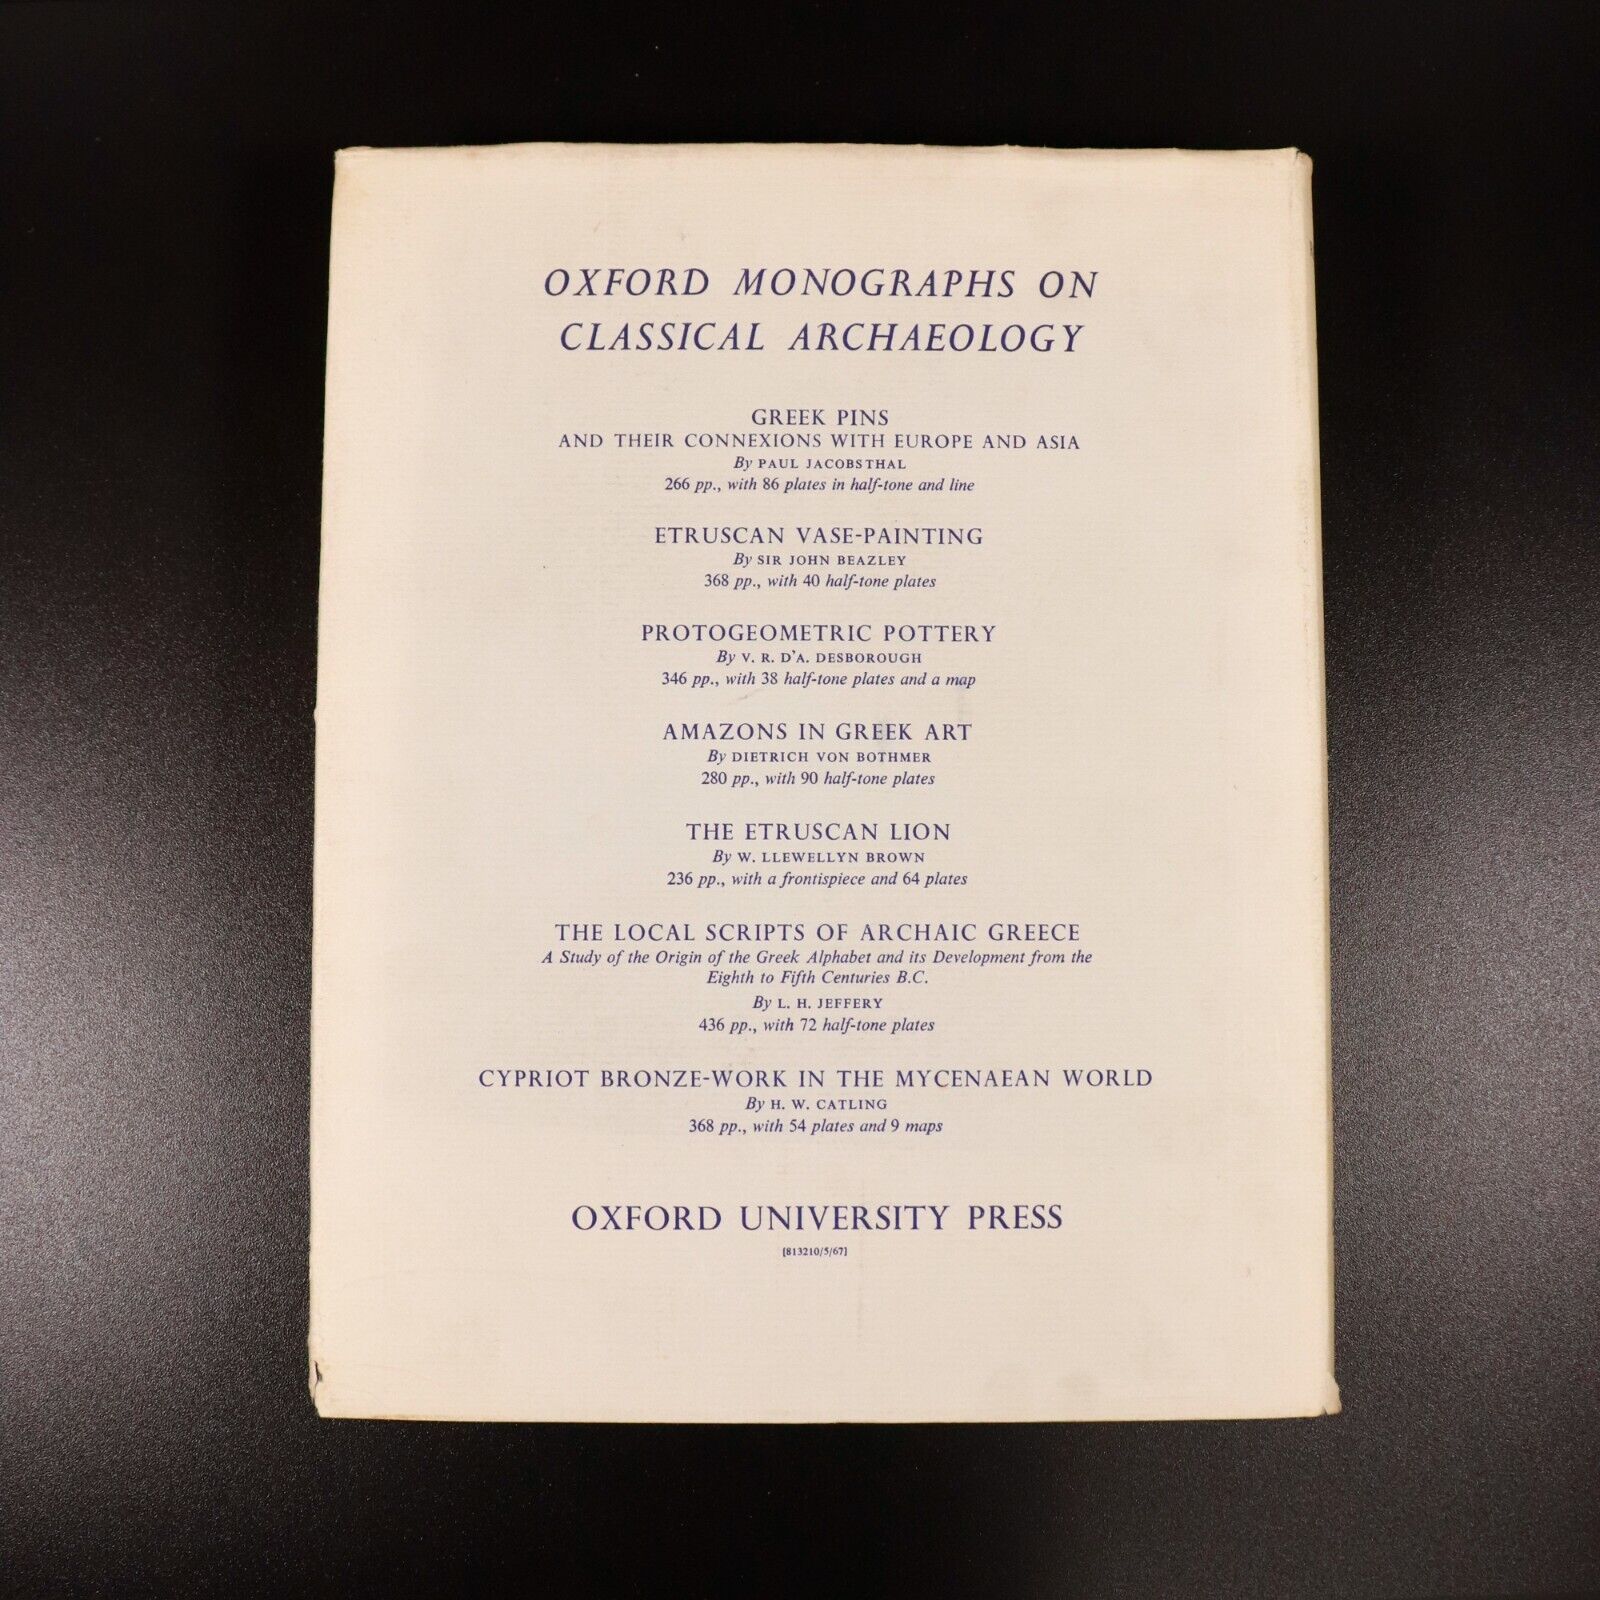 OXFORD MONOGRAPHS ON
CLASSICAL ARCHAEOLOGY
GREEK PINS
AND THEIR CONNEXIONS WITH EUROPE AND ASIA
By PAUL JACOBSTHAL
266 pp., with 86 plates in half-tone and line
ETRUSCAN VASE-PAINTING
By SIR JOHN BEAZLEY
368 pp., with 40 half-tone plates
PROTOGEOMETRIC POTTERY
By V. R. D'A. DESBOROUGH
346 pp., with 38 half-tone plates and a map
AMAZONS IN GREEK ART
By DIETRICH VON BOTHMER
280 pp., with 90 half-tone plates
THE ETRUSCAN LION
By W. LLEWELLYN BROWN
236 pp., with a frontispiece and 64 plates
THE LOCAL SCRIPTS OF ARCHAIC GREECE
A Study of the Origin of the Greek Alphabet and its Development from the
Eighth to Fifth Centuries B.C.
By L. H. JEFFERY
436 pp., with 72 half-tone plates
CYPRIOT BRONZE-WORK IN THE MYCENAEAN WORLD
By H. W. CATLING
368 pp., with 54 plates and 9 maps
OXFORD UNIVERSITY PRESS
[813210/5/67]